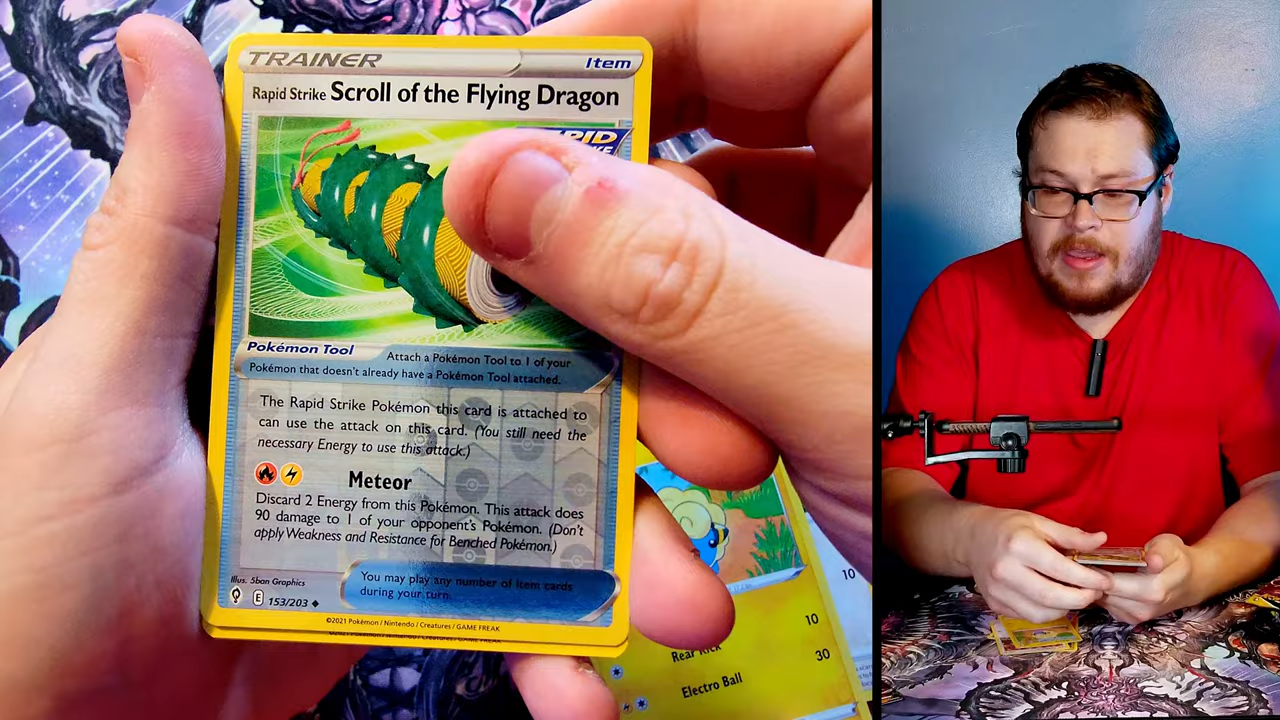 TRAINER
Item
Rapid Strike Scroll of the Flying Dragon
Pokémon Tool
Attach a Pokémon Tool to 1 of your
Pokémon that doesn't already have a Pokémon Tool attached.
The Rapid Strike Pokémon this card is attached to
can use the attack on this card. (You still need the
necessary Energy to use this attack.)
Meteor
Discard 2 Energy from this Pokémon. This attack does
90 damage to 1 of your opponent's Pokémon. (Don't
apply Weakness and Resistance for Benched Pokémon.)
Illus. 5ban Graphics
You may play any number of Item cards
during your turn.
E 153/203
©2021 Pokémon / Nintendo / Creatures / GAME FREAK
10
10
Rear Kick
30
Electro Ball